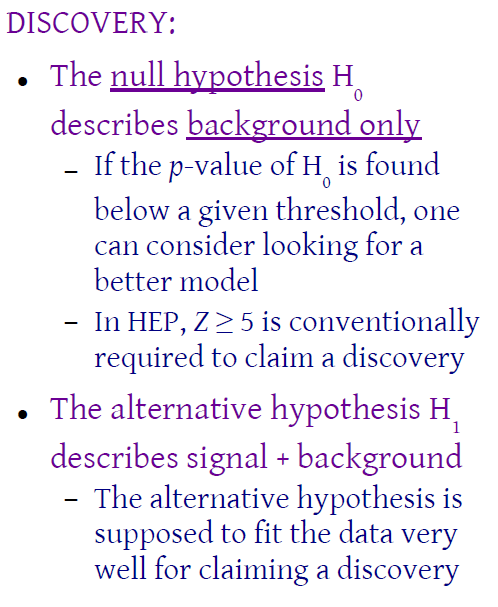 DISCOVERY:
• The null hypothesis H₀
describes background only
– If the p-value of H₀ is found
below a given threshold, one
can consider looking for a
better model
– In HEP, Z ≥ 5 is conventionally
required to claim a discovery
• The alternative hypothesis H₁
describes signal + background
– The alternative hypothesis is
supposed to fit the data very
well for claiming a discovery